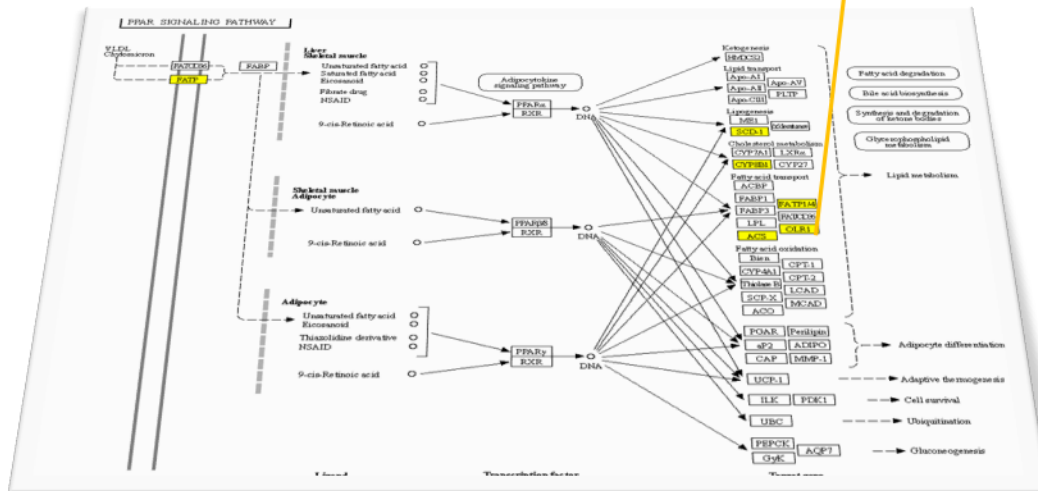 PPAR SIGNALING PATHWAY
VLDL
Chylomicron
FAT/CD36
FATP
FABP
Liver
Skeletal muscle
Unsaturated fatty acid
Saturated fatty acid
Eicosanoid
Fibrate drug
NSAID
9-cis-Retinoic acid
Adipocytokine
signaling pathway
PPARα
RXR
DNA
Skeletal muscle
Adipocyte
Unsaturated fatty acid
9-cis-Retinoic acid
PPARβ/δ
RXR
DNA
Adipocyte
Unsaturated fatty acid
Eicosanoid
Thiazolidine derivative
NSAID
9-cis-Retinoic acid
PPARγ
RXR
DNA
Ketogenesis
HMGCS2
Lipid transport
Apo-AI
Apo-AII
Apo-AV
Apo-CIII
PLTP
Lipogenesis
ME1
SCD-1
Cholesterol metabolism
CYP7A1
LXRα
CYP8B1
CYP27
Fatty acid transport
ACBP
FABP1
FATP1/4
FABP3
FAT/CD36
LPL
OLR1
ACS
Fatty acid oxidation
Bien
CPT-1
CYP4A1
CPT-2
Thiolase B
LCAD
SCP-X
MCAD
ACO
PGAR
Perilipin
aP2
ADIPO
CAP
MMP-1
UCP-1
ILK
PDK1
UBC
PEPCK
AQP7
GyK
Fatty acid degradation
Bile acid biosynthesis
Synthesis and degradation
of ketone bodies
Glycerophospholipid
metabolism
Lipid metabolism
Adipocyte differentiation
Adaptive thermogenesis
Cell survival
Ubiquitination
Gluconeogenesis
Ligand
Transcription factor
Target gene